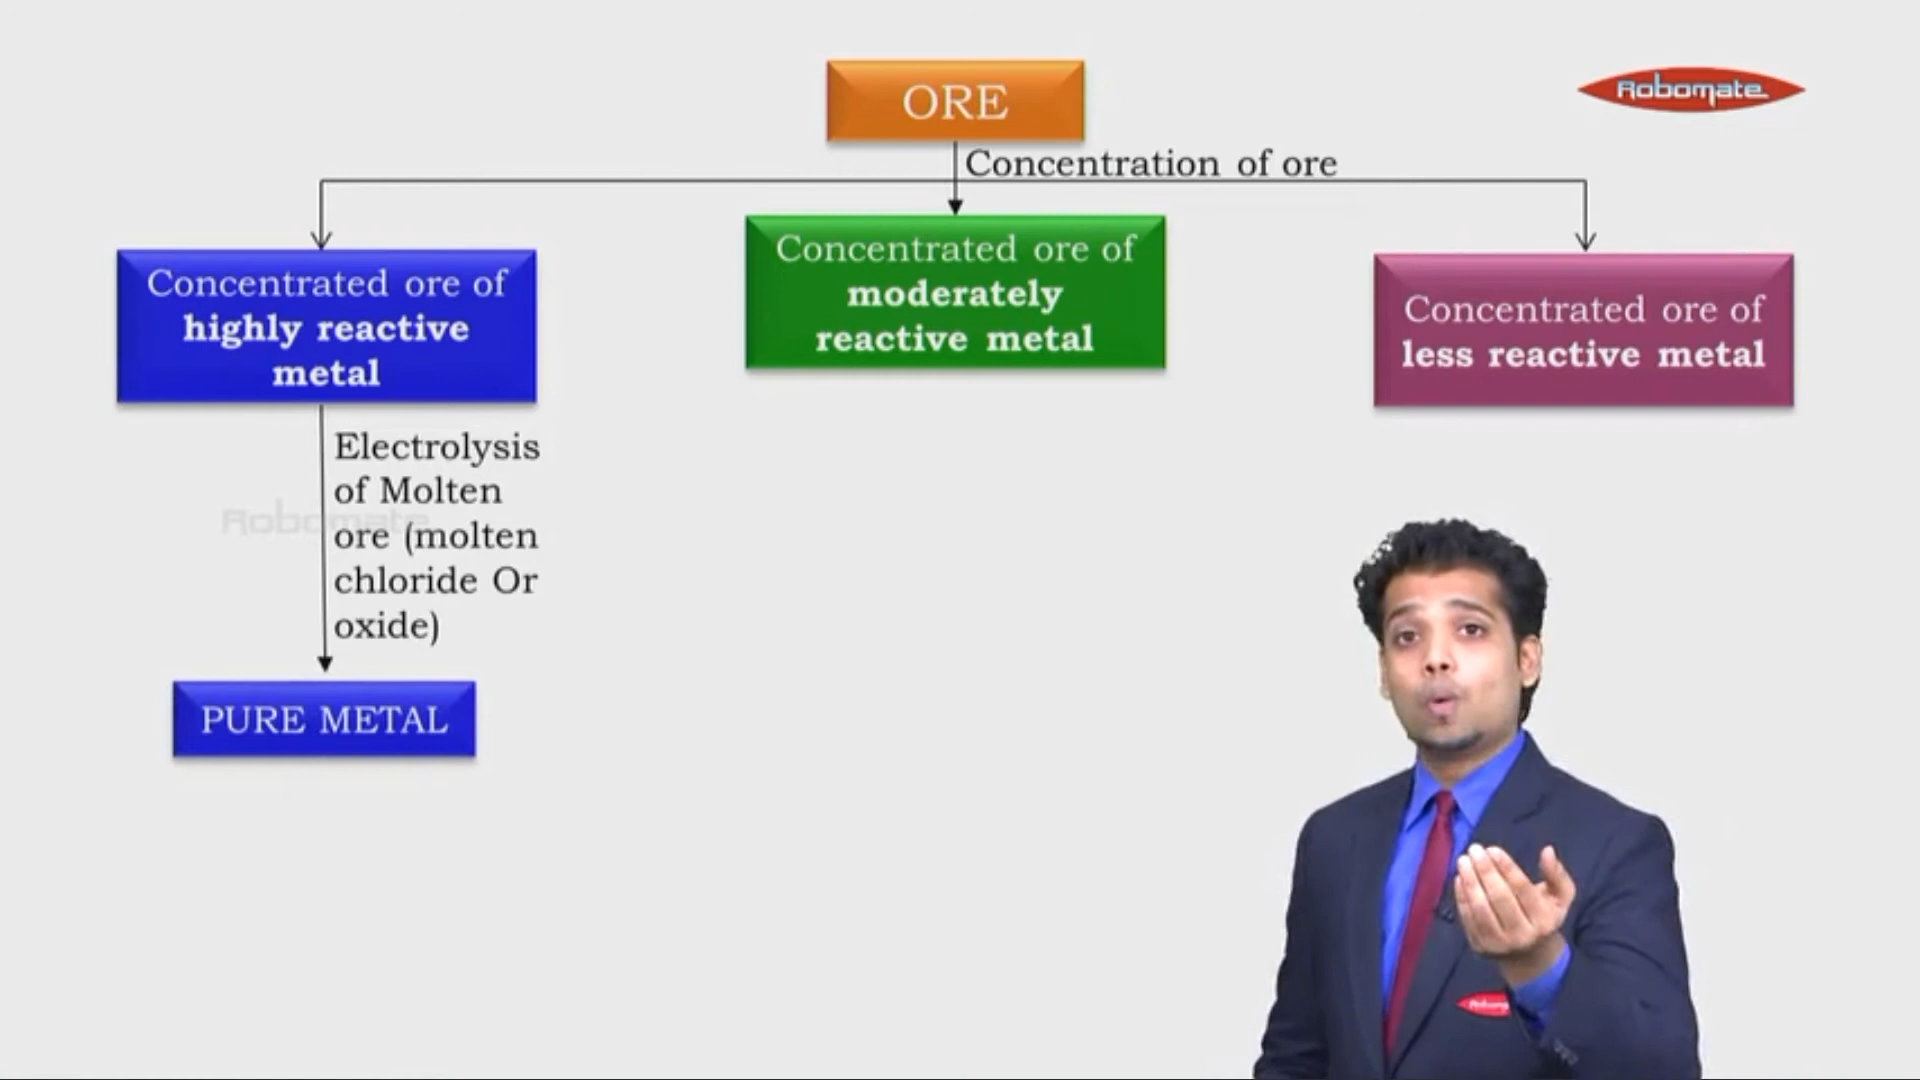 ORE
Robomate
Concentration of ore
Concentrated ore of
highly reactive
metal
Concentrated ore of
moderately
reactive metal
Concentrated ore of
less reactive metal
Electrolysis
of Molten
ore (molten
chloride Or
oxide)
Robomate
PURE METAL